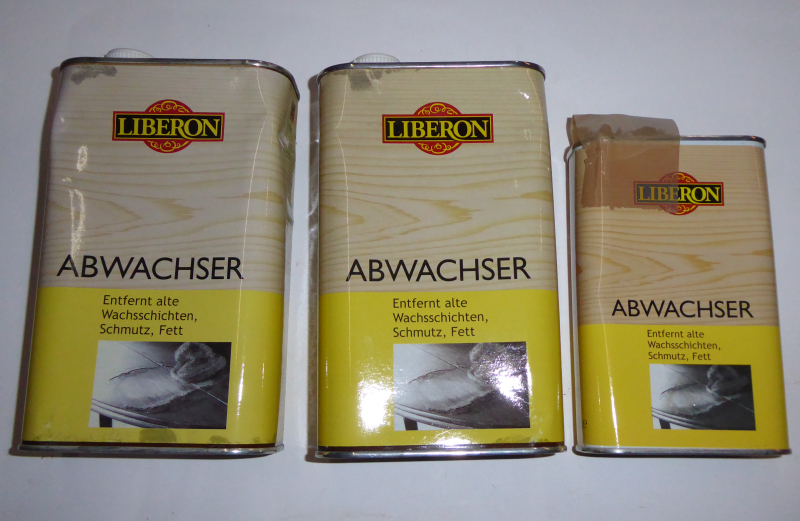 LIBERON
ABWACHSER
Entfernt alte
Wachsschichten,
Schmutz, Fett
LIBERON
ABWACHSER
Entfernt alte
Wachsschichten,
Schmutz, Fett
LIBERON
ABWACHSER
Entfernt alte
Wachsschichten,
Schmutz, Fett